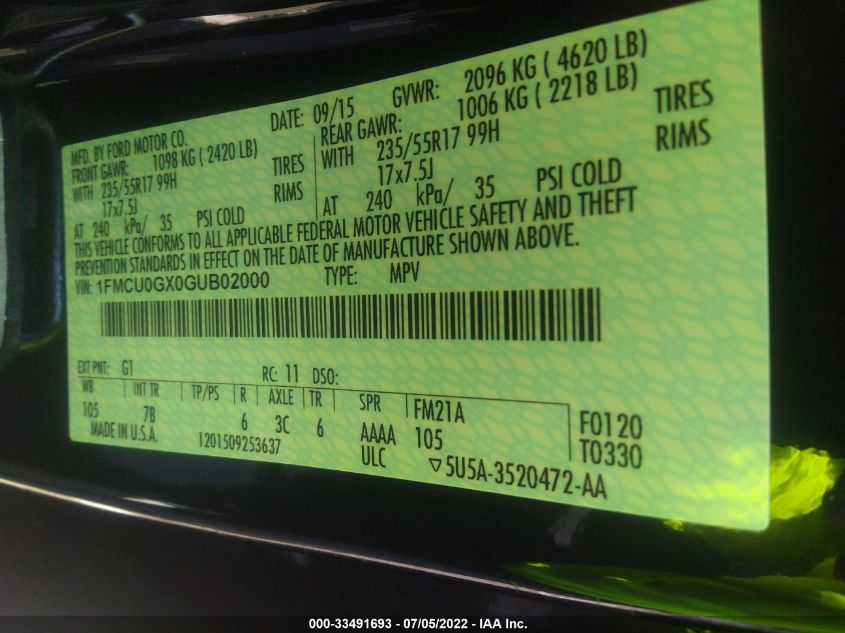 MFD. BY FORD MOTOR CO. DATE: 09/15 GVWR: 2096 KG ( 4620 LB)
FRONT GAWR: 1098 KG ( 2420 LB) REAR GAWR: 1006 KG ( 2218 LB)
WITH 235/55R17 99H TIRES WITH 235/55R17 99H TIRES
17x7.5J RIMS 17x7.5J RIMS
AT 240 kPa/ 35 PSI COLD AT 240 kPa/ 35 PSI COLD
THIS VEHICLE CONFORMS TO ALL APPLICABLE FEDERAL MOTOR VEHICLE SAFETY AND THEFT
PREVENTION STANDARDS IN EFFECT ON THE DATE OF MANUFACTURE SHOWN ABOVE.
VIN: 1FMCU0GX0GUB02000 TYPE: MPV
EXT PNT: G1 RC: 11 DSO:
WB INT TR TP/PS R AXLE TR SPR FM21A
105 7B 6 3C 6 AAAA 105 F0120
MADE IN U.S.A. 1201509253637 ULC T0330
▽5U5A-3520472-AA
000-33491693 - 07/05/2022 - IAA Inc.